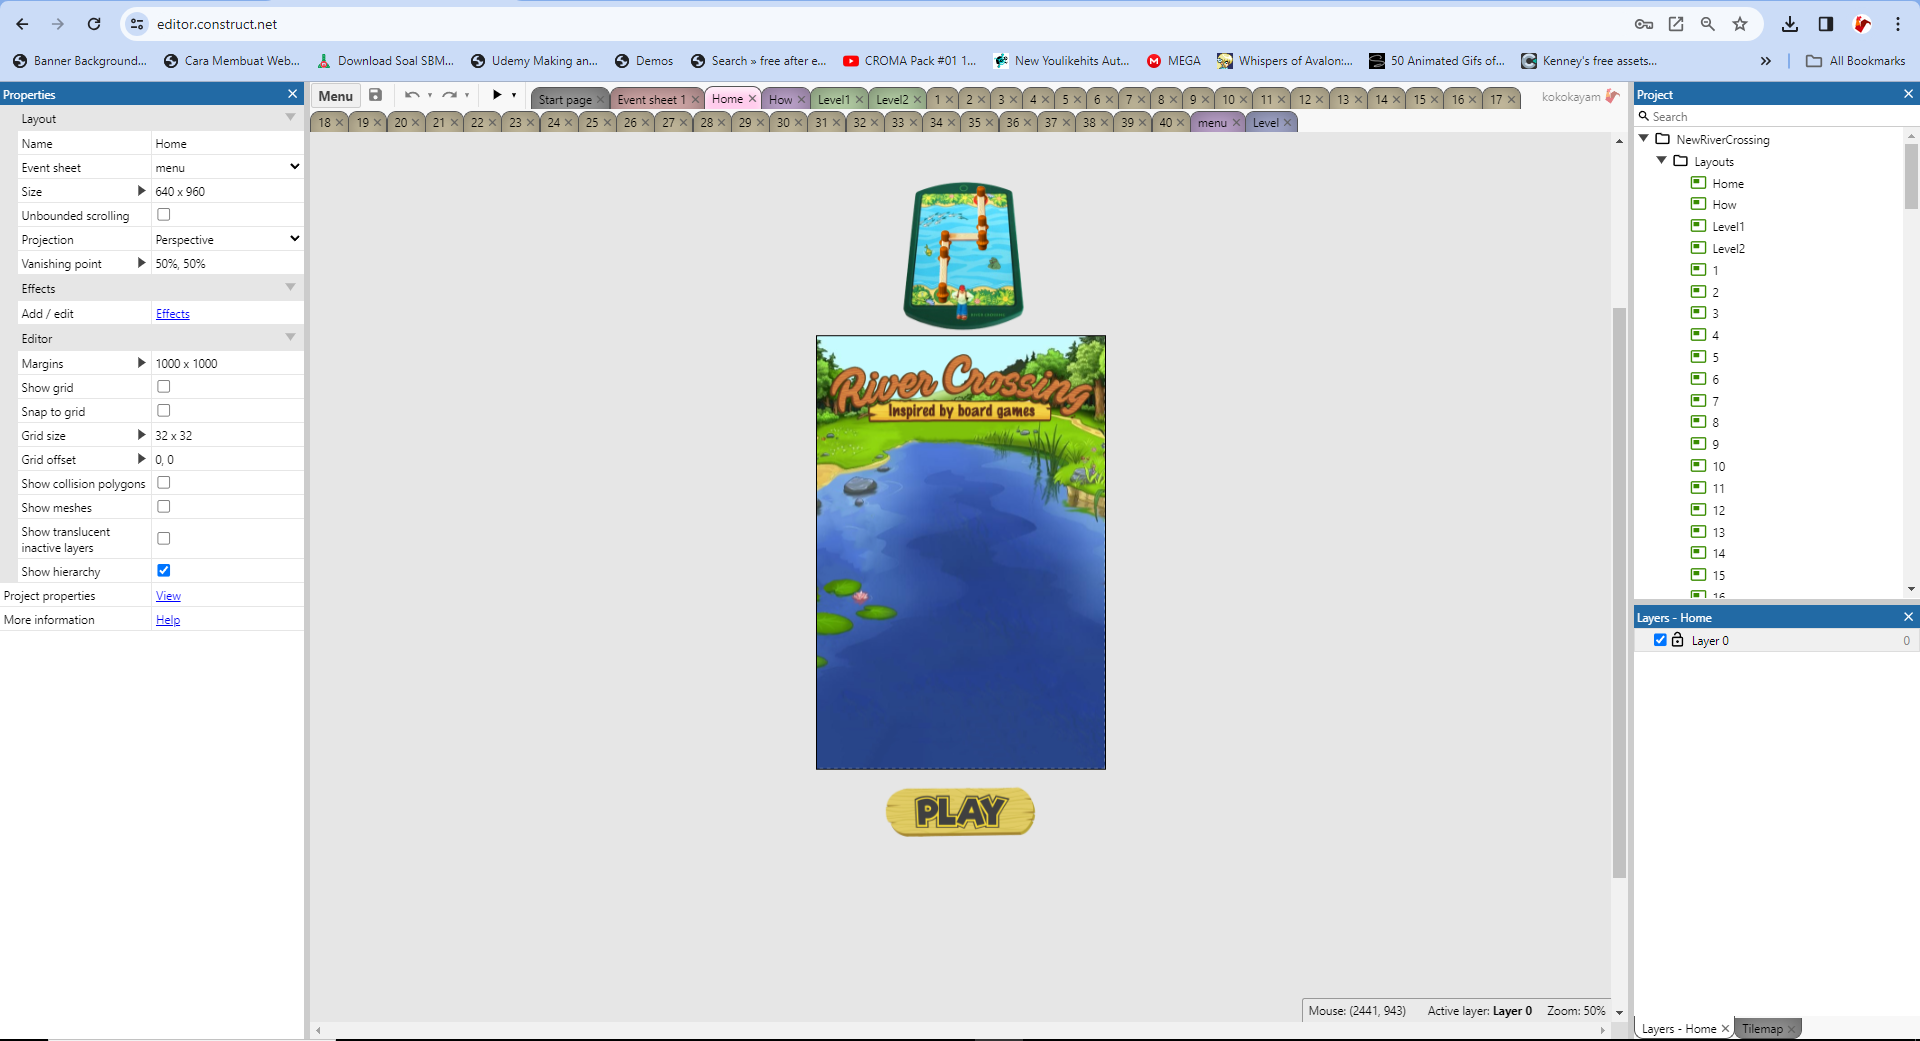 editor.construct.net
Banner Background...
Cara Membuat Web...
Download Soal SBM...
Udemy Making an...
Demos
Search » free after e...
CROMA Pack #01 1...
New Youlikehits Aut...
MEGA
Whispers of Avalon:...
50 Animated Gifs of...
Kenney's free assets...
»
All Bookmarks
Properties
Layout
Name Home
Event sheet menu
Size 640 x 960
Unbounded scrolling
Projection Perspective
Vanishing point 50%, 50%
Effects
Add / edit Effects
Editor
Margins 1000 x 1000
Show grid
Snap to grid
Grid size 32 x 32
Grid offset 0, 0
Show collision polygons
Show meshes
Show translucent
inactive layers
Show hierarchy
Project properties View
More information Help
Menu
Start page Event sheet 1 Home How Level1 Level2 1 2 3 4 5 6 7 8 9 10 11 12 13 14 15 16 17
kokokayam
18 19 20 21 22 23 24 25 26 27 28 29 30 31 32 33 34 35 36 37 38 39 40 menu Level
River Crossing
Inspired by board games
PLAY
Mouse: (2441, 943) Active layer: Layer 0 Zoom: 50%
Project
Search
NewRiverCrossing
Layouts
Home
How
Level1
Level2
1
2
3
4
5
6
7
8
9
10
11
12
13
14
15
16
Layers - Home
Layer 0 0
Layers - Home Tilemap